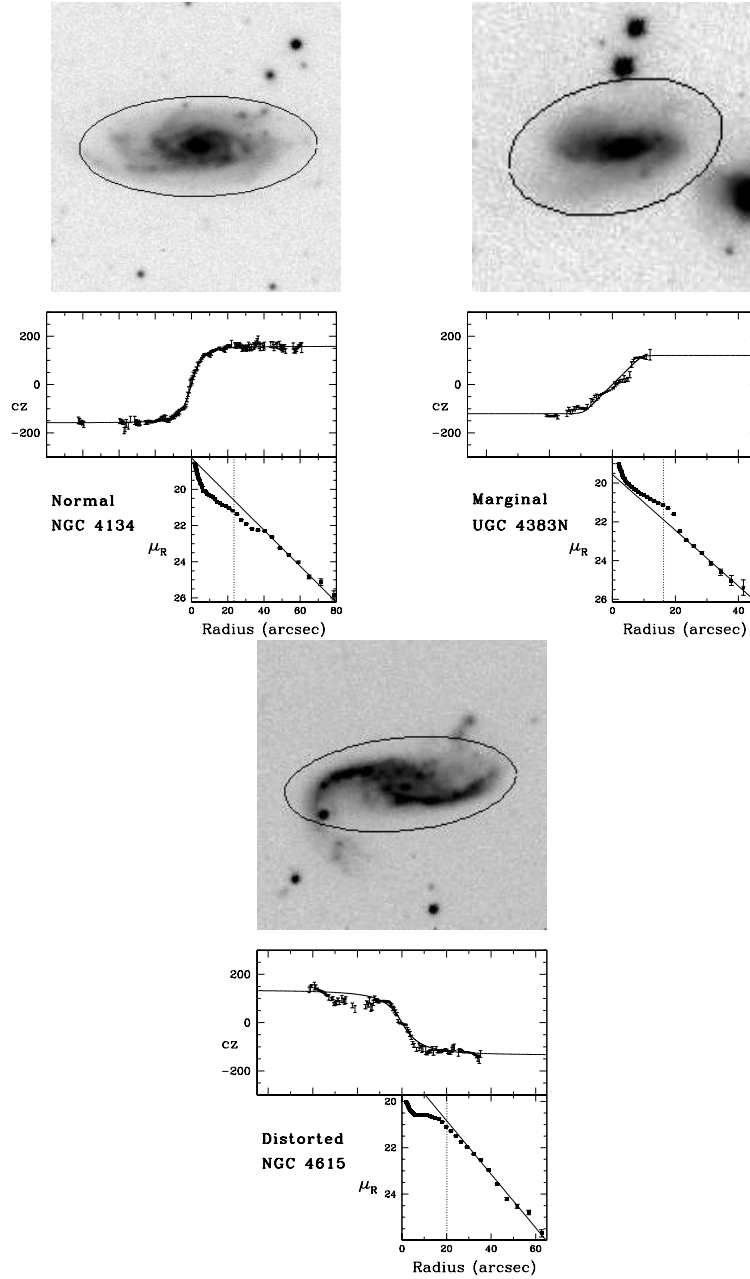 200
0
cz
-200
20
Normal
NGC 4134
22
μR
24
26
0 20 40 60 80
Radius (arcsec)
200
0
cz
-200
20
Marginal
UGC 4383N
22
μR
24
26
0 20 40
Radius (arcsec)
200
0
cz
-200
20
Distorted
NGC 4615
22
μR
24
0 20 40 60
Radius (arcsec)